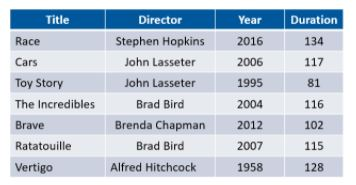 Title Director Year Duration
Race Stephen Hopkins 2016 134
Cars John Lasseter 2006 117
Toy Story John Lasseter 1995 81
The Incredibles Brad Bird 2004 116
Brave Brenda Chapman 2012 102
Ratatouille Brad Bird 2007 115
Vertigo Alfred Hitchcock 1958 128